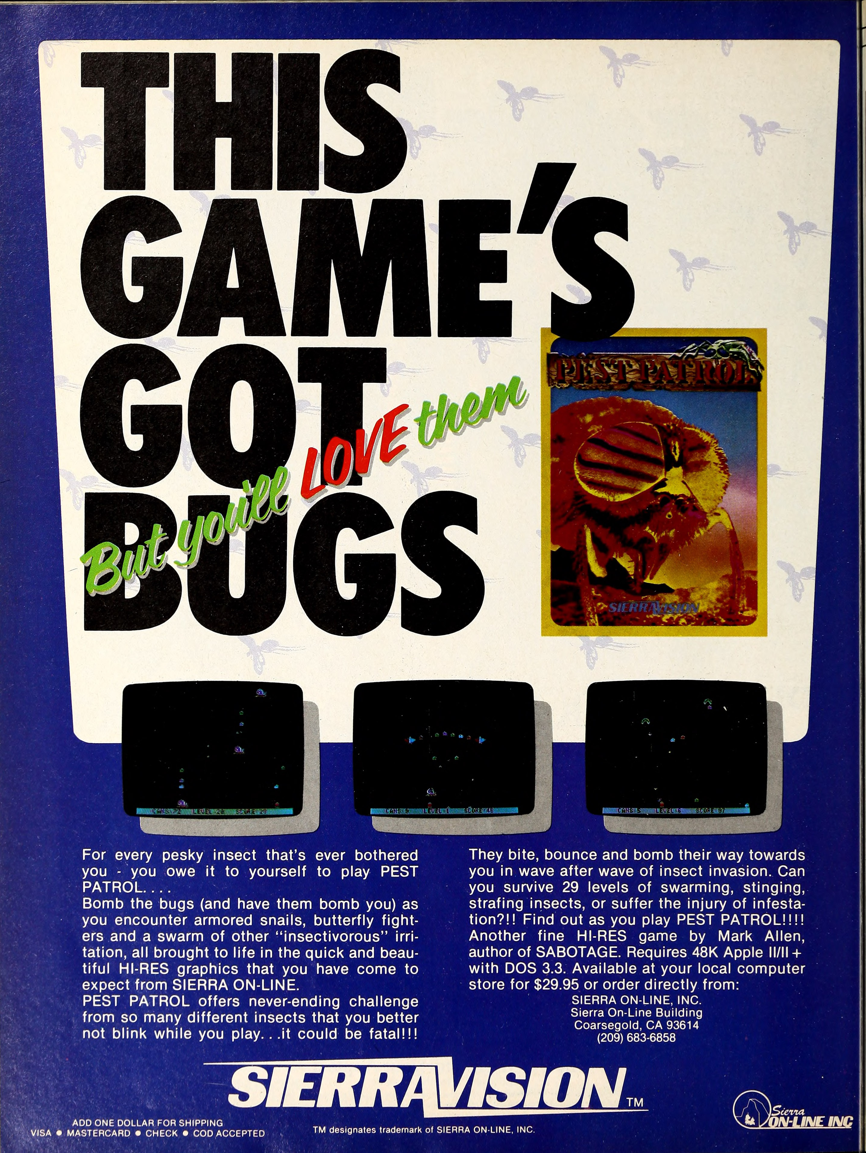 THIS
GAME'S
GOT
BUGS
But you'll LOVE them
PEST PATROL
SIERRAVISION
For every pesky insect that's ever bothered
you - you owe it to yourself to play PEST
PATROL. . . .
Bomb the bugs (and have them bomb you) as
you encounter armored snails, butterfly fight-
ers and a swarm of other "insectivorous" irri-
tation, all brought to life in the quick and beau-
tiful HI-RES graphics that you have come to
expect from SIERRA ON-LINE.
PEST PATROL offers never-ending challenge
from so many different insects that you better
not blink while you play. . .it could be fatal!!!
They bite, bounce and bomb their way towards
you in wave after wave of insect invasion. Can
you survive 29 levels of swarming, stinging,
strafing insects, or suffer the injury of infesta-
tion?!! Find out as you play PEST PATROL!!!!
Another fine HI-RES game by Mark Allen,
author of SABOTAGE. Requires 48K Apple II/II +
with DOS 3.3. Available at your local computer
store for $29.95 or order directly from:
SIERRA ON-LINE, INC.
Sierra On-Line Building
Coarsegold, CA 93614
(209) 683-6858
SIERRAVISION TM
ADD ONE DOLLAR FOR SHIPPING
VISA ● MASTERCARD ● CHECK ● COD ACCEPTED
TM designates trademark of SIERRA ON-LINE, INC.
Sierra
ON-LINE INC